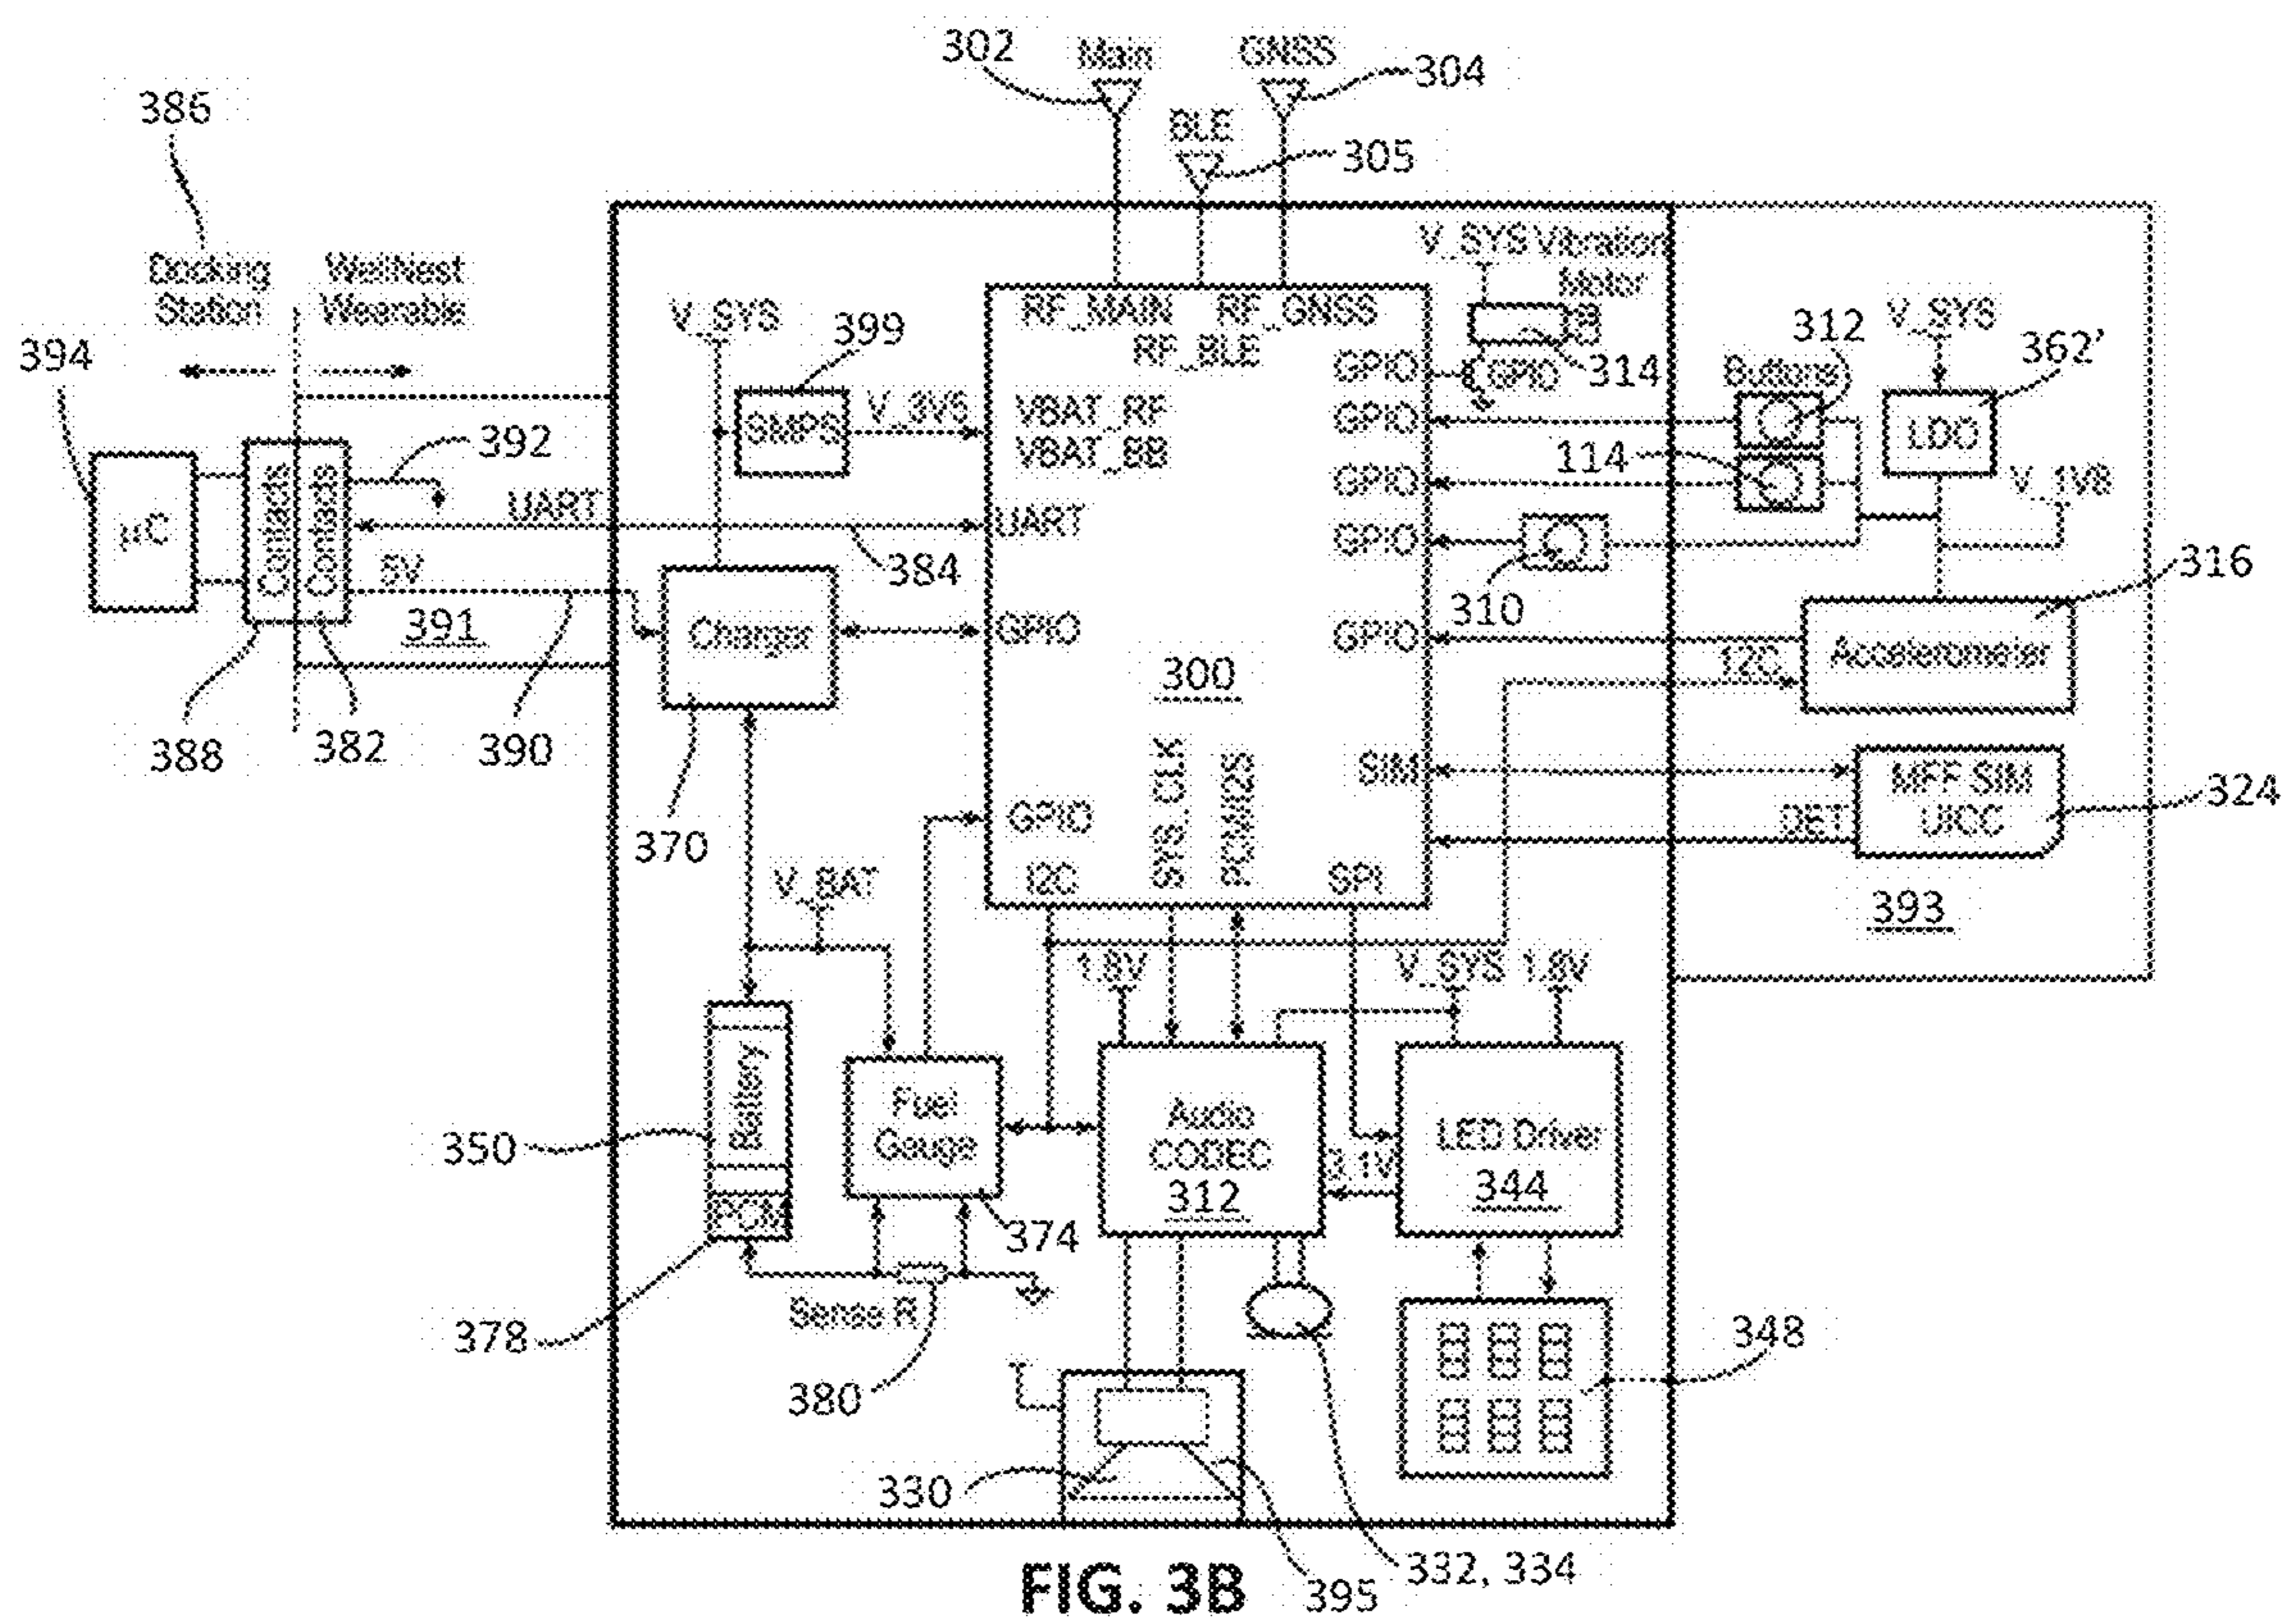 302 Main GNSS 304
386 BLE 305
Docking Station
WellNest Wearable
V_SYS Vibration Motor
V_SYS 399
RF_MAIN RF_GNSS
RF_BLE
394
GPIO GPIO 314
Buttons 312 V_SYS 362'
SMPS V_3V6
VBAT_RF
VBAT_BB
GPIO
LDO
392 114
GPIO
V_1V8
µC Contacts Contacts
UART UART
GPIO
5V 384
310 316
391
Charger GPIO
300
GPIO
I2C Accelerometer
388 382 390
SYS_CLK PCM/I2S
SIM
MFF SIM
UICC
324
DET
370 GPIO
V_BAT I2C SPI
393
1.8V V_SYS 1.8V
Battery
350
Fuel Gauge
Audio CODEC
312
LED Driver
344
PCM 374
378 Sense R
380 348
330
395 332, 334
FIG. 3B